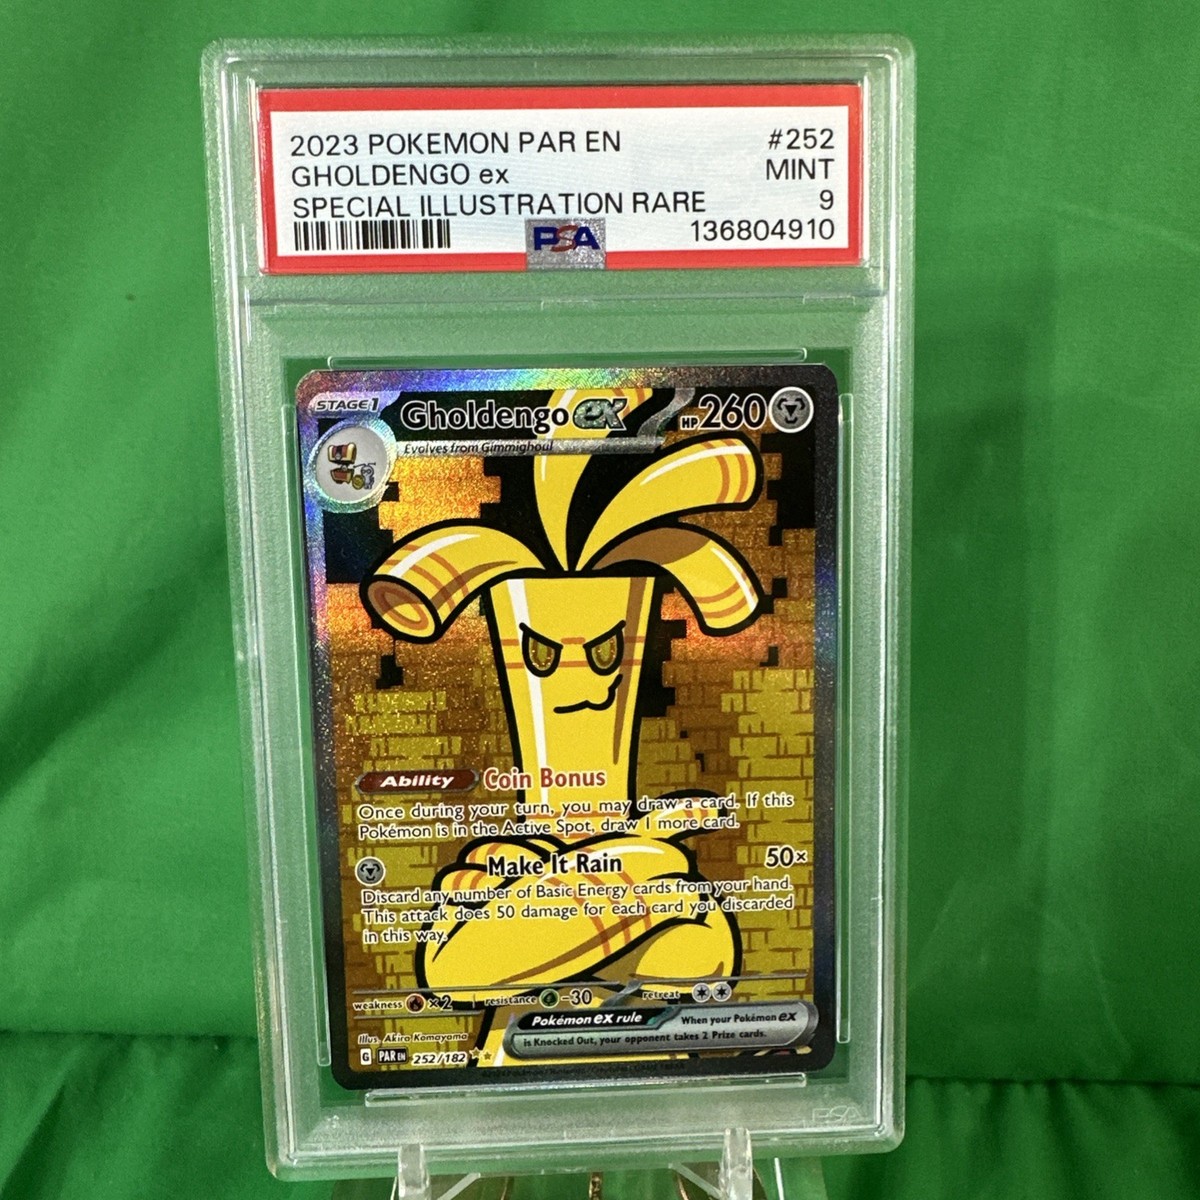 2023 POKEMON PAR EN #252
GHOLDENGO ex MINT
SPECIAL ILLUSTRATION RARE 9
PSA 136804910
STAGE 1 Gholdengo ex HP 260
Evolves from Gimmighoul
Ability Coin Bonus
Once during your turn, you may draw a card. If this
Pokémon is in the Active Spot, draw 1 more card.
Make It Rain 50×
Discard any number of Basic Energy cards from your hand.
This attack does 50 damage for each card you discarded
in this way.
weakness ×2 resistance -30 retreat
Pokémon ex rule When your Pokémon ex
is Knocked Out, your opponent takes 2 Prize cards.
Illus. Akira Komayama
G PAR EN 252/182
PSA